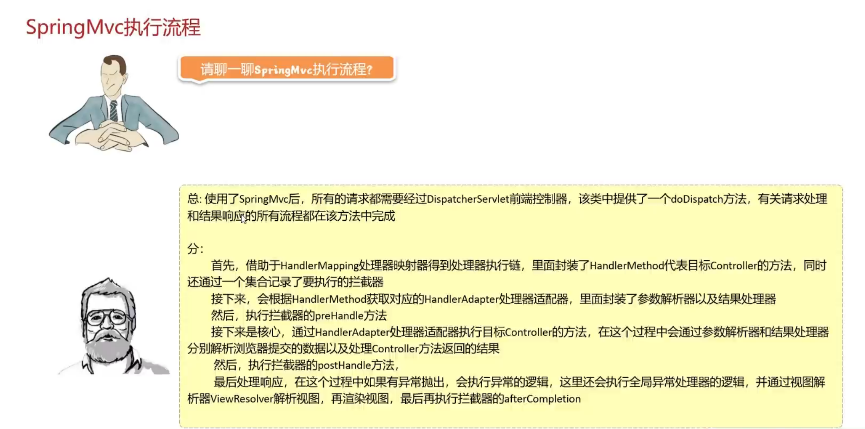 SpringMvc执行流程
请聊一聊SpringMvc执行流程?
总: 使用了SpringMvc后，所有的请求都需要经过DispatcherServlet前端控制器，该类中提供了一个doDispatch方法，有关请求处理
和结果响应的所有流程都在该方法中完成
分：
首先，借助于HandlerMapping处理器映射器得到处理器执行链，里面封装了HandlerMethod代表目标Controller的方法，同时
还通过一个集合记录了要执行的拦截器
接下来，会根据HandlerMethod获取对应的HandlerAdapter处理器适配器，里面封装了参数解析器以及结果处理器
然后，执行拦截器的preHandle方法
接下来是核心，通过HandlerAdapter处理器适配器执行目标Controller的方法，在这个过程中会通过参数解析器和结果处理器
分别解析浏览器提交的数据以及处理Controller方法返回的结果
然后，执行拦截器的postHandle方法，
最后处理响应，在这个过程中如果有异常抛出，会执行异常的逻辑，这里还会执行全局异常处理器的逻辑，并通过视图解
析器ViewResolver解析视图，再渲染视图，最后再执行拦截器的afterCompletion